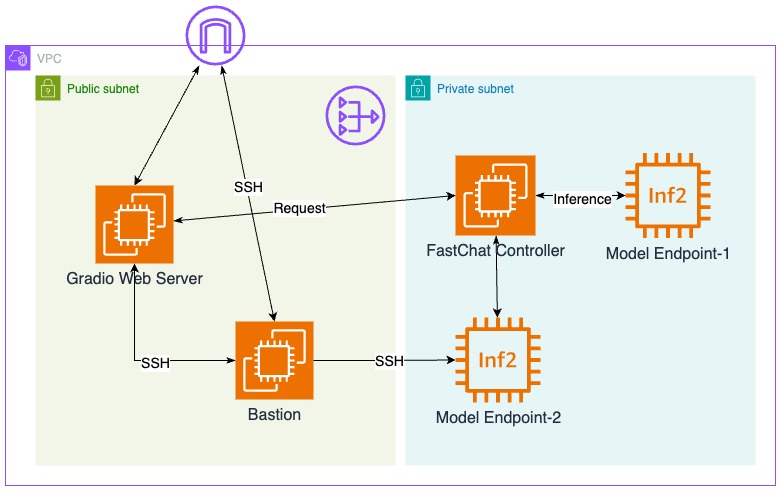 VPC
Public subnet
Private subnet
SSH
Request
Inference
Inf2
Gradio Web Server
FastChat Controller
Model Endpoint-1
SSH
SSH
Inf2
Bastion
Model Endpoint-2